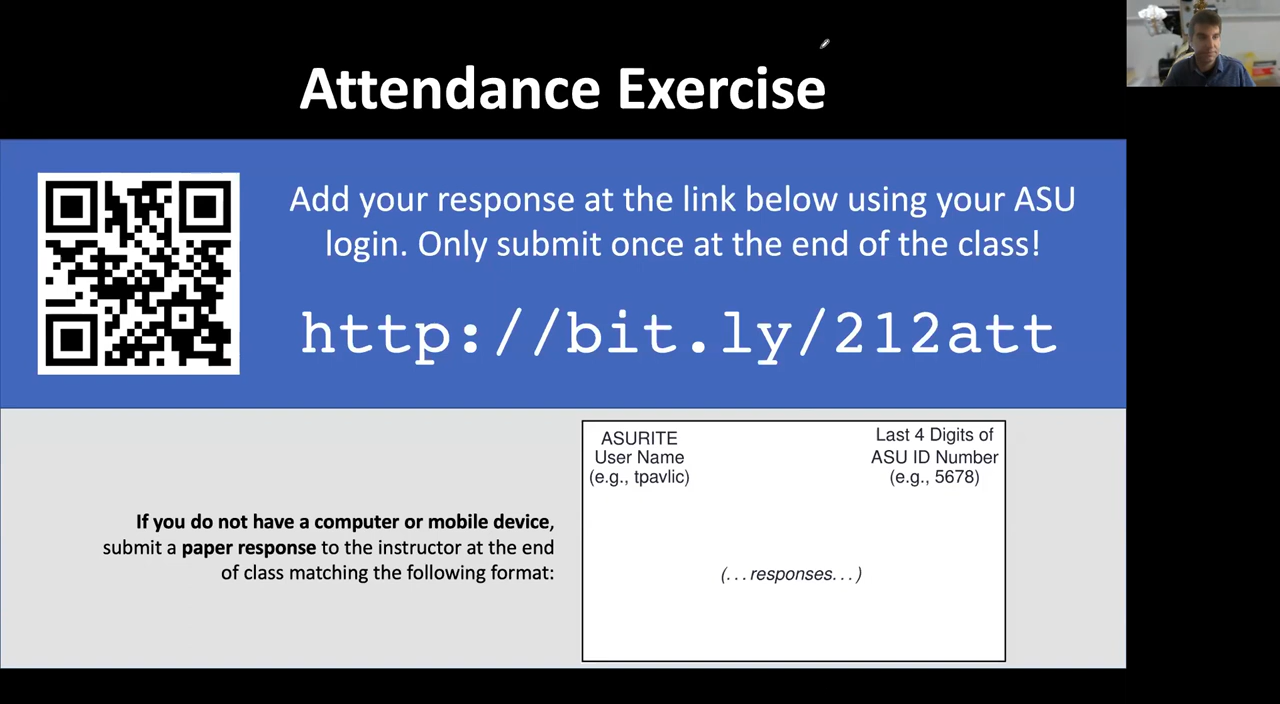 Attendance Exercise
Add your response at the link below using your ASU
login. Only submit once at the end of the class!
http://bit.ly/212att
If you do not have a computer or mobile device,
submit a paper response to the instructor at the end
of class matching the following format:
ASURITE
User Name
(e.g., tpavlic)
Last 4 Digits of
ASU ID Number
(e.g., 5678)
(...responses...)